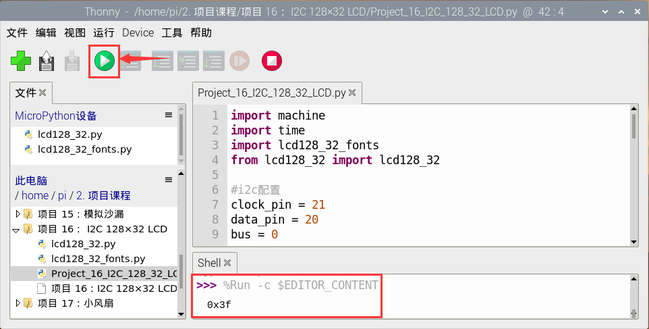 Thonny - /home/pi/2. 项目课程/项目 16： I2C 128×32 LCD/Project_16_I2C_128_32_LCD.py @ 42 : 4
文件 编辑 视图 运行 Device 工具 帮助
文件
MicroPython设备
lcd128_32.py
lcd128_32_fonts.py
此电脑
/ home / pi / 2. 项目课程
项目 15：模拟沙漏
项目 16： I2C 128×32 LCD
lcd128_32.py
lcd128_32_fonts.py
Project_16_I2C_128_32_LC
项目 16： I2C 128×32 LCD
项目 17：小风扇
Project_16_I2C_128_32_LCD.py
1 import machine
2 import time
3 import lcd128_32_fonts
4 from lcd128_32 import lcd128_32
5
6 #i2c配置
7 clock_pin = 21
8 data_pin = 20
9 bus = 0
Shell
>>> %Run -c $EDITOR_CONTENT
0x3f